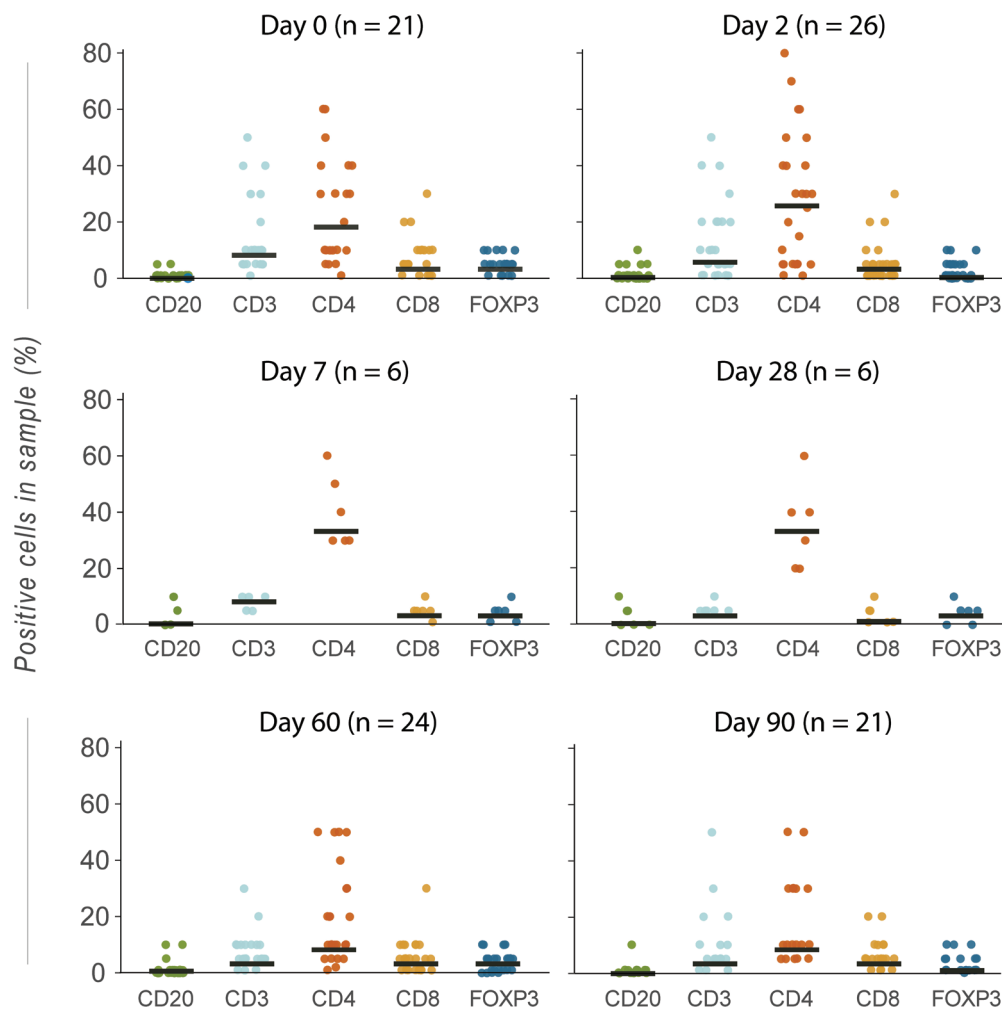 Day 0 (n = 21)
Day 2 (n = 26)
80
60
40
20
0
CD20 CD3 CD4 CD8 FOXP3
CD20 CD3 CD4 CD8 FOXP3
Positive cells in sample (%)
Day 7 (n = 6)
Day 28 (n = 6)
80
60
40
20
0
CD20 CD3 CD4 CD8 FOXP3
CD20 CD3 CD4 CD8 FOXP3
Day 60 (n = 24)
Day 90 (n = 21)
80
60
40
20
0
CD20 CD3 CD4 CD8 FOXP3
CD20 CD3 CD4 CD8 FOXP3